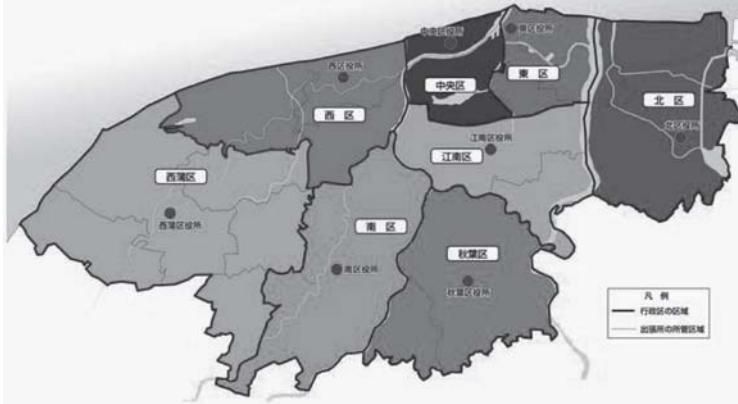 中央区役所
東区役所
西区役所
中央区
東 区
北 区
西 区
江南区役所
北区役所
江南区
西蒲区
西蒲区役所
南 区
秋葉区
南区役所
秋葉区役所
凡 例
行政区の区域
出張所の所管区域